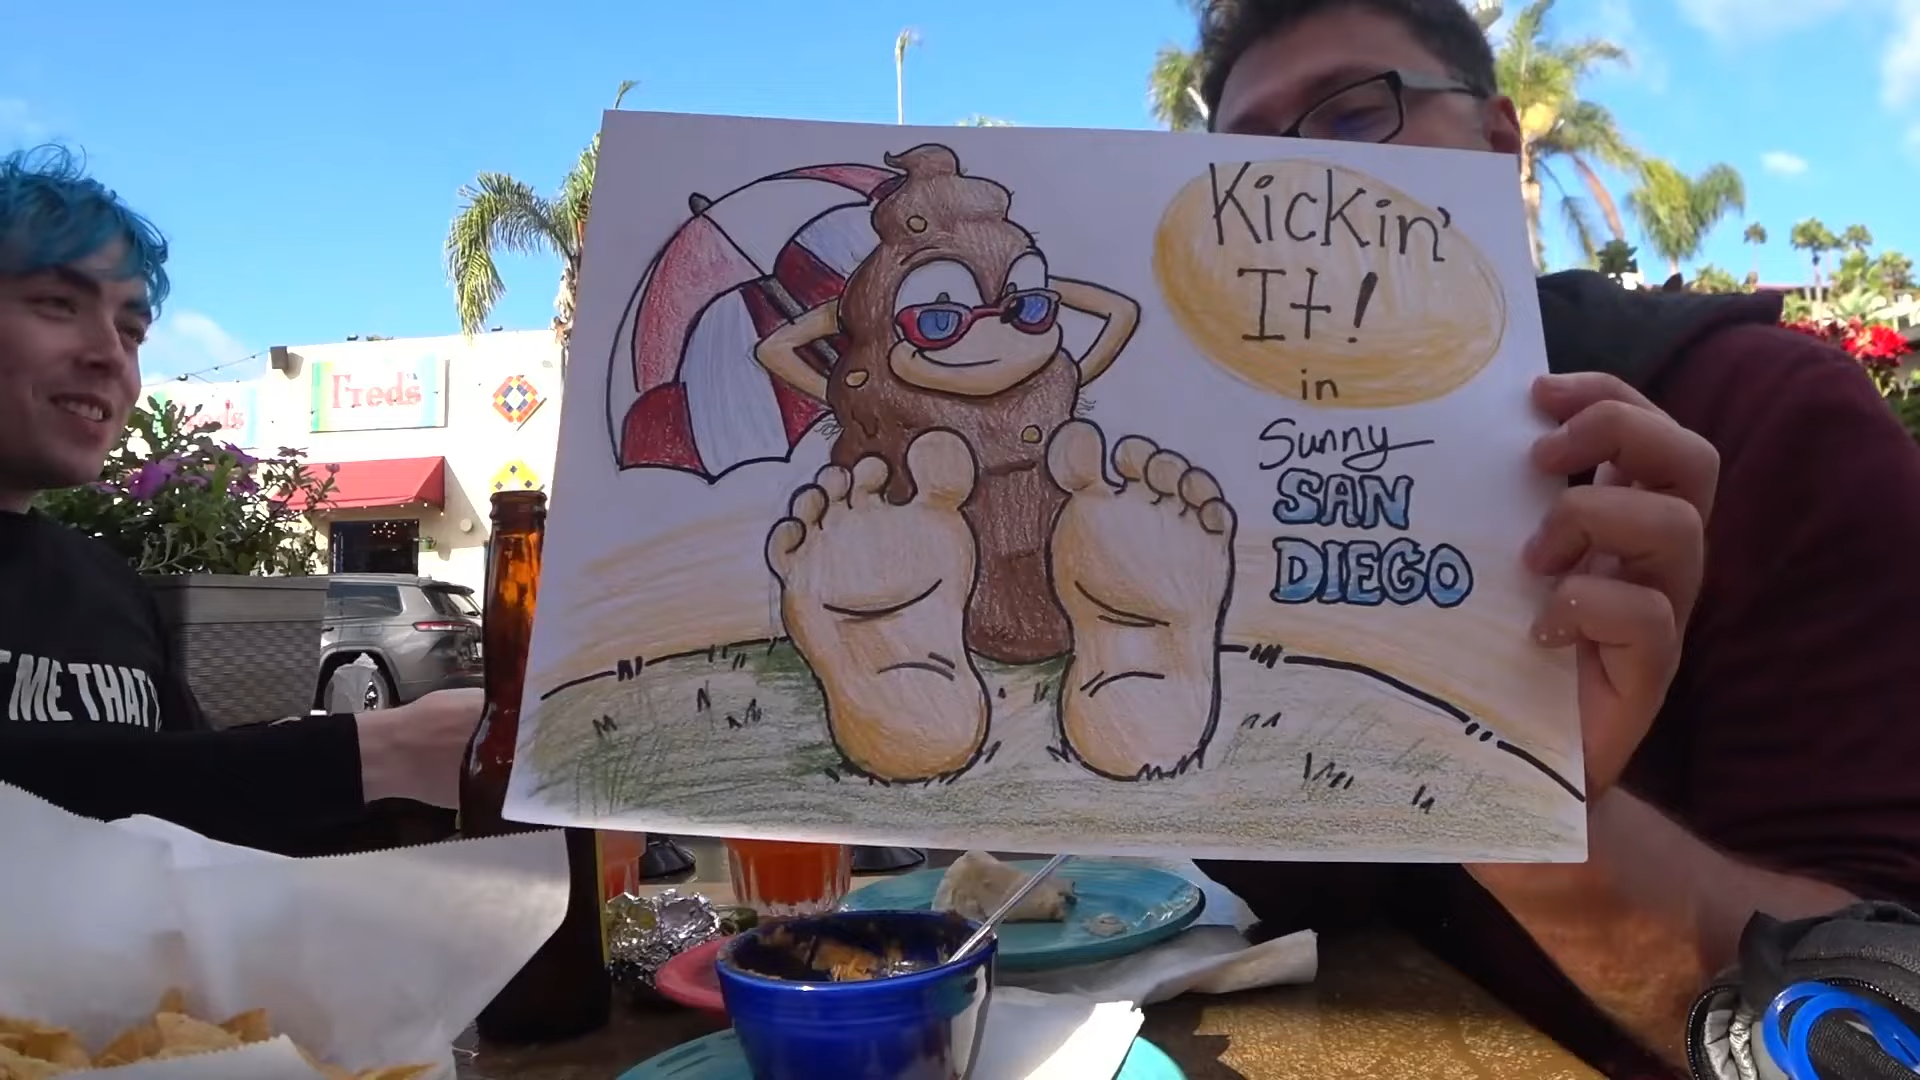 Kickin'
It!
in
Sunny
SAN
DIEGO
Fred's
ME THAT